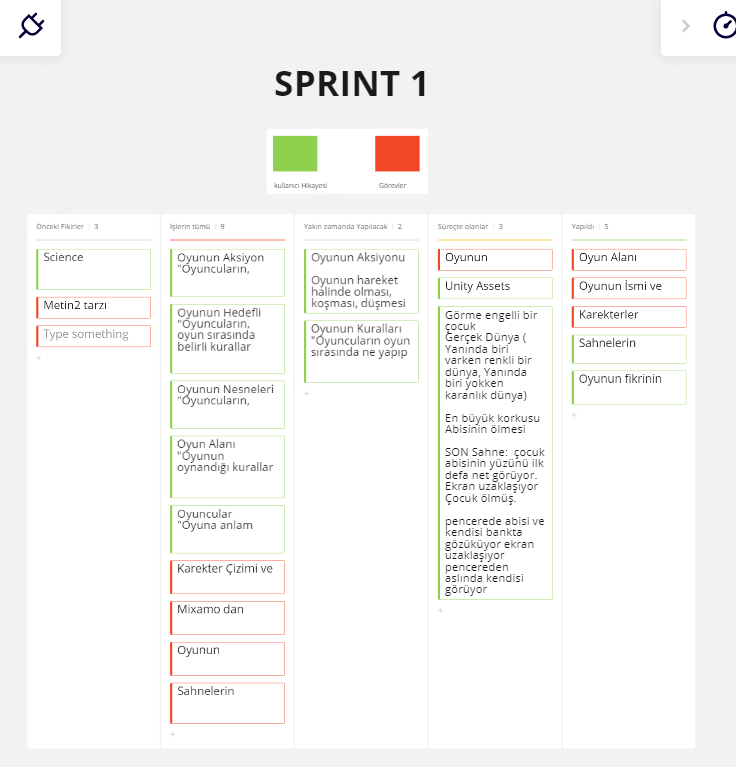 SPRINT 1
kullanıcı Hikayesi
Görevler
Önceki Fikirler | 3
Science
Metin2 tarzı
Type something
+
İşlerin tümü | 9
Oyunun Aksiyon
"Oyuncuların,
Oyunun Hedefli
"Oyuncuların,
oyun sırasında
belirli kurallar
Oyunun Nesneleri
"Oyuncuların,
Oyun Alanı
"Oyunun
oynandığı kurallar
Oyuncular
"Oyuna anlam
Karekter Çizimi ve
Mixamo dan
Oyunun
Sahnelerin
+
Yakın zamanda Yapılacak | 2
Oyunun Aksiyonu
Oyunun hareket
halinde olması,
koşması, düşmesi
Oyunun Kuralları
"Oyuncuların oyun
sırasında ne yapıp
+
Süreçte olanlar | 3
Oyunun
Unity Assets
Görme engelli bir
çocuk
Gerçek Dünya (
Yanında biri
varken renkli bir
dünya, Yanında
biri yokken
karanlık dünya)
En büyük korkusu
Abisinin ölmesi
SON Sahne: çocuk
abisinin yüzünü ilk
defa net görüyor.
Ekran uzaklaşıyor
Çocuk ölmüş.
pencerede abisi ve
kendisi bankta
gözüküyor ekran
uzaklaşıyor
pencereden
aslında kendisi
görüyor
+
Yapıldı | 5
Oyun Alanı
Oyunun İsmi ve
Karekterler
Sahnelerin
Oyunun fikrinin
+